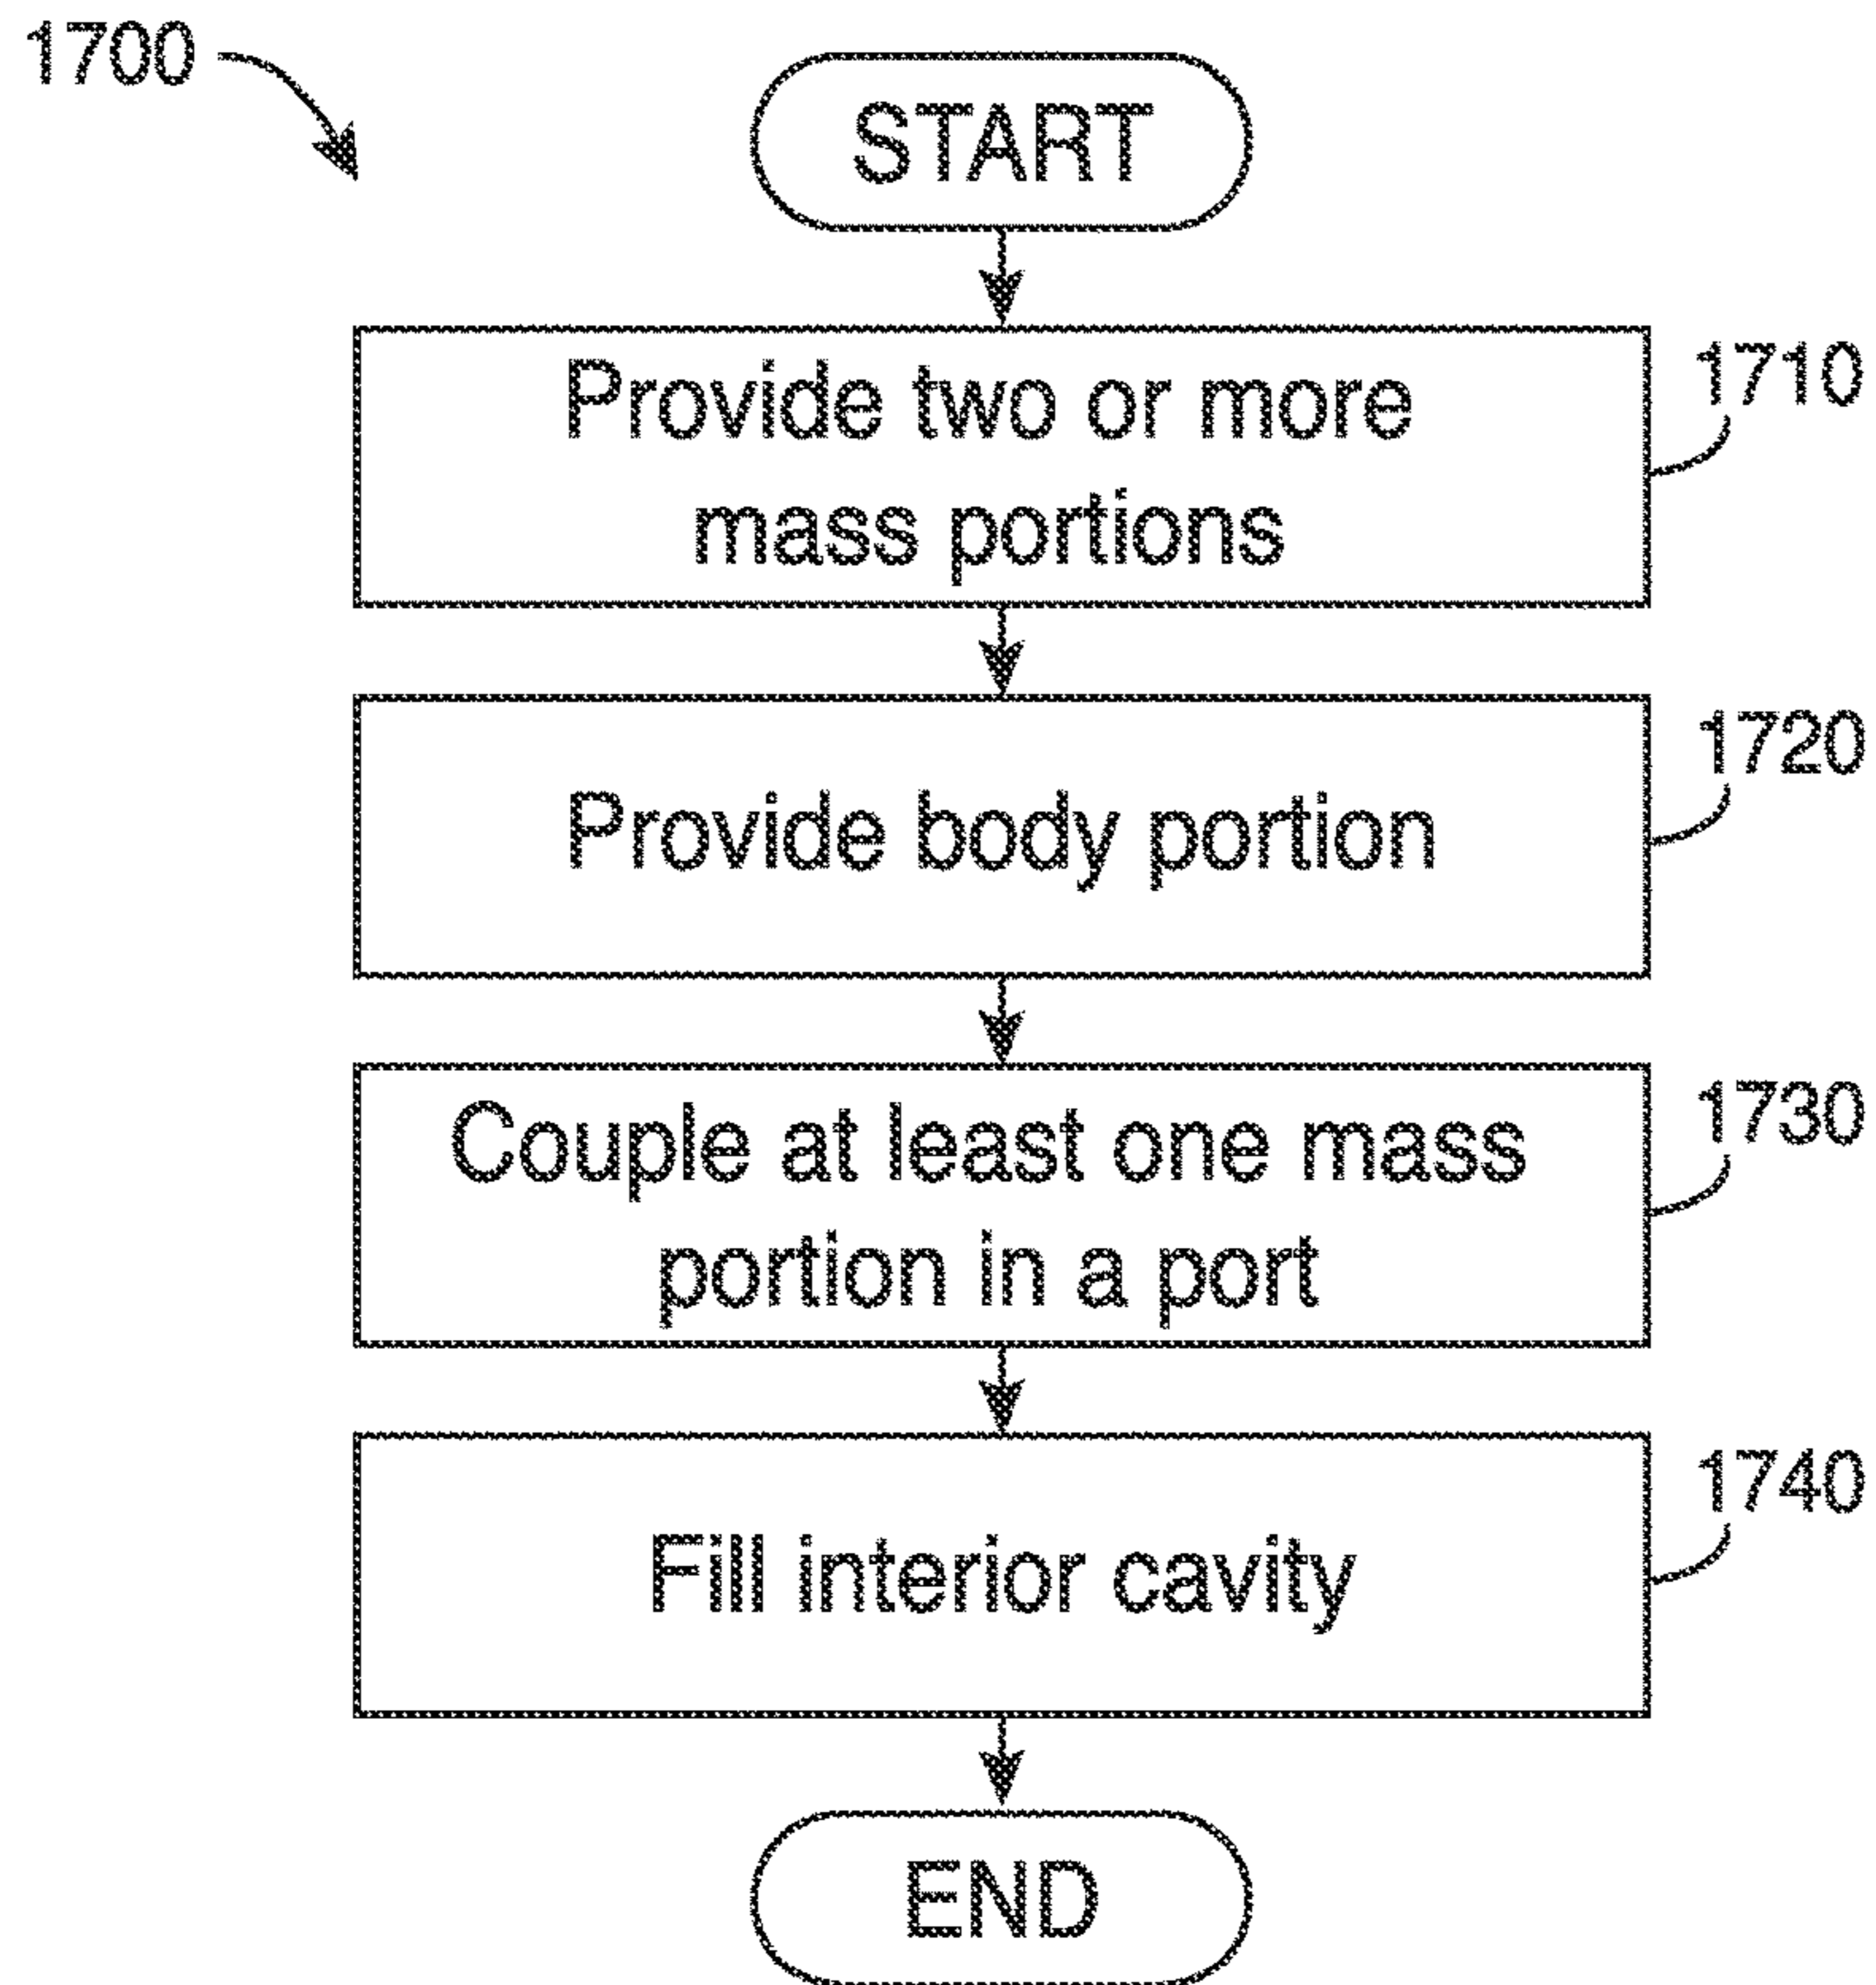 1700
START
Provide two or more
mass portions
1710
Provide body portion
1720
Couple at least one mass
portion in a port
1730
Fill interior cavity
1740
END